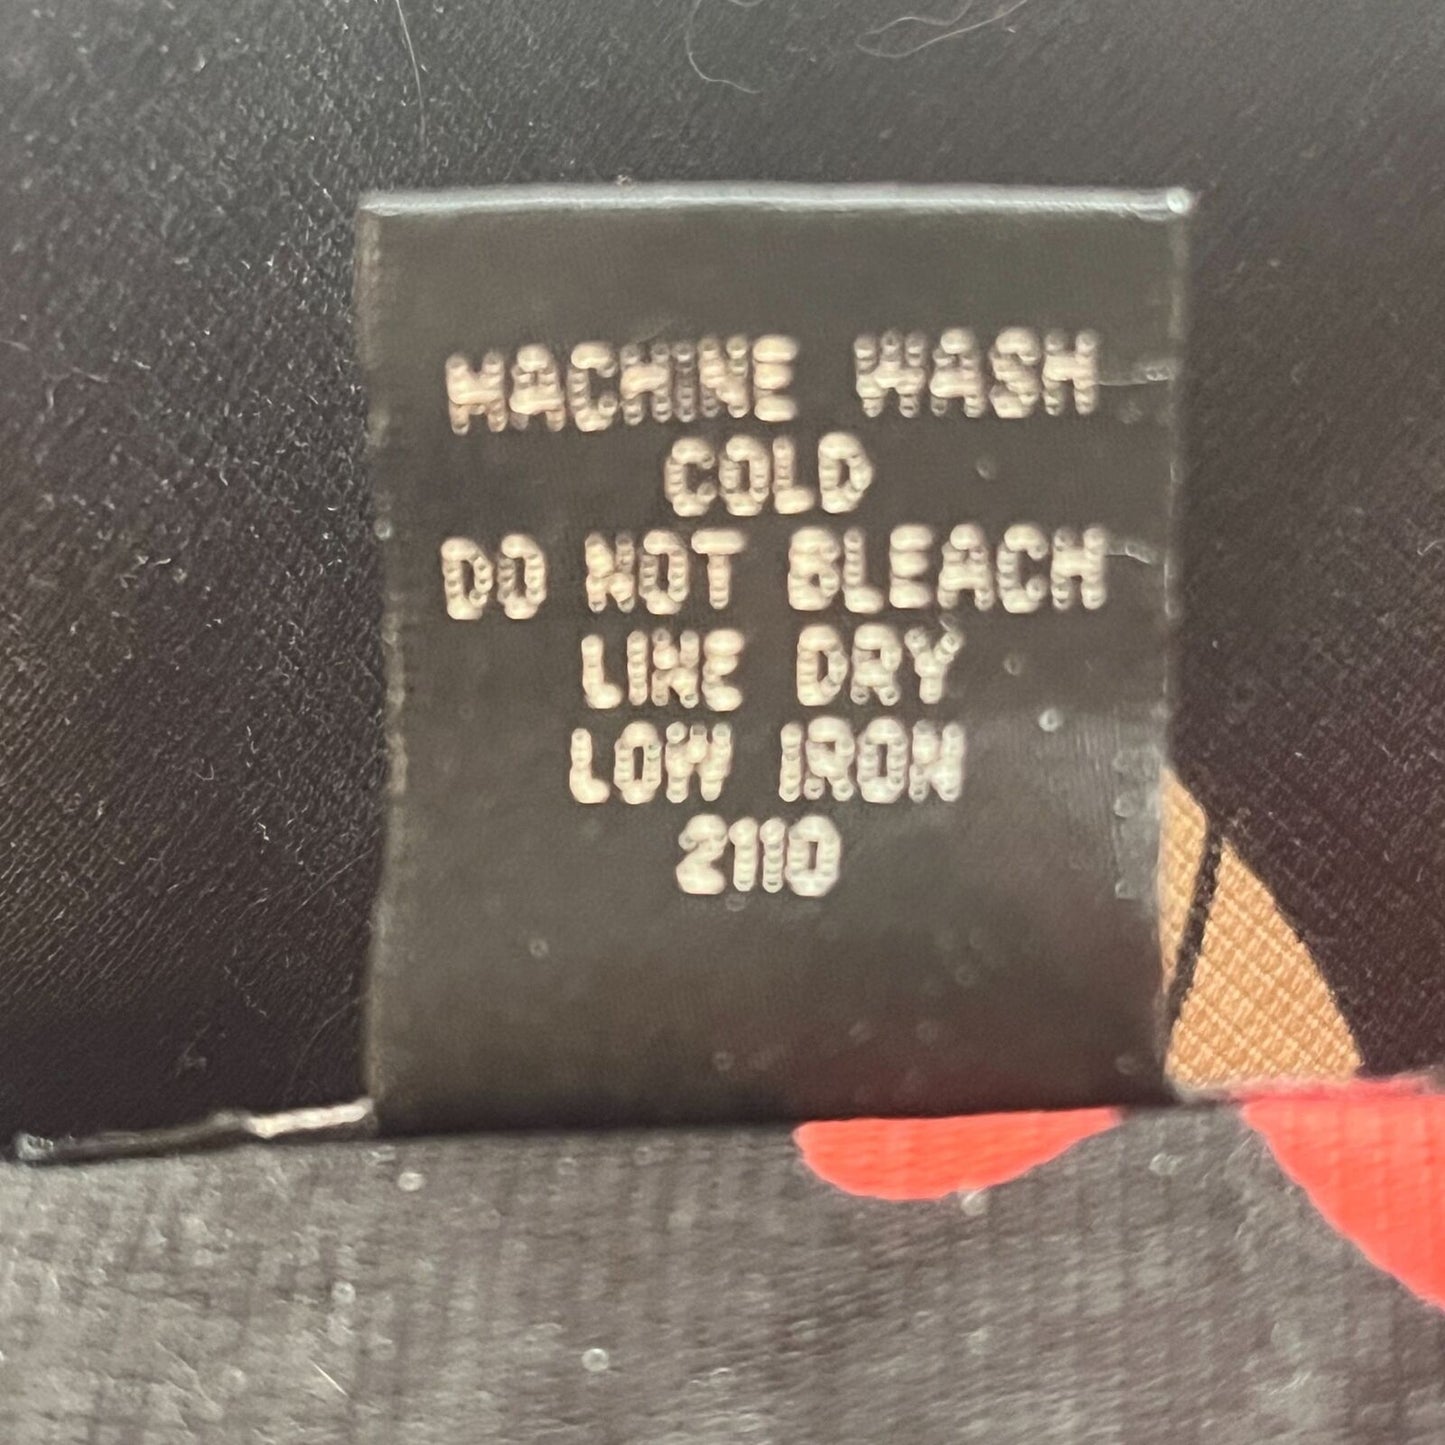 MACHINE WASH
COLD
DO NOT BLEACH
LINE DRY
LOW IRON
2110